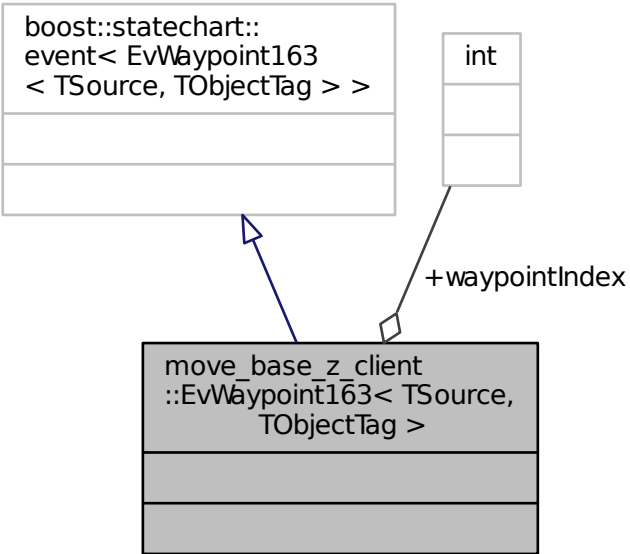 boost::statechart::
event< EvWaypoint163
< TSource, TObjectTag > >
int
+waypointIndex
move_base_z_client
::EvWaypoint163< TSource,
TObjectTag >